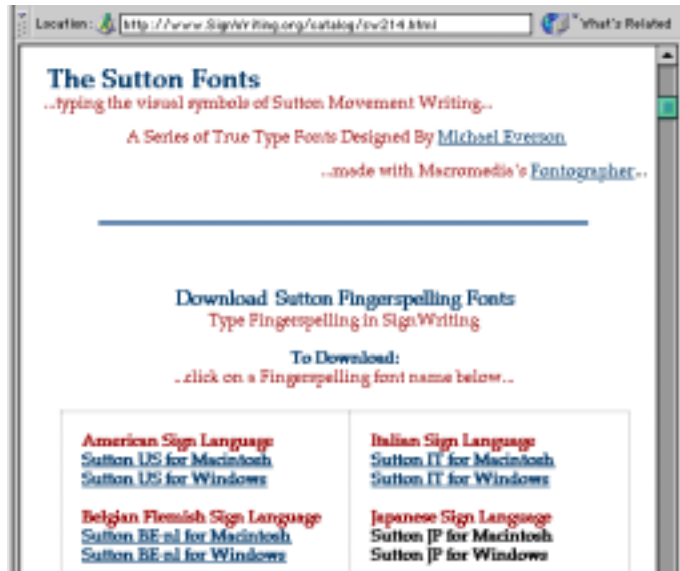 Location: http://www.SignWriting.org/catalog/sw214.html What's Related
The Sutton Fonts
...typing the visual symbols of Sutton Movement Writing...
A Series of True Type Fonts Designed By Michael Everson
...made with Macromedia's Fontographer...
Download Sutton Fingerspelling Fonts
Type Fingerspelling in SignWriting
To Download:
...click on a Fingerspelling font name below...
American Sign Language
Sutton US for Macintosh
Sutton US for Windows
Belgian Flemish Sign Language
Sutton BE-nl for Macintosh
Sutton BE-nl for Windows
Italian Sign Language
Sutton IT for Macintosh
Sutton IT for Windows
Japanese Sign Language
Sutton JP for Macintosh
Sutton JP for Windows